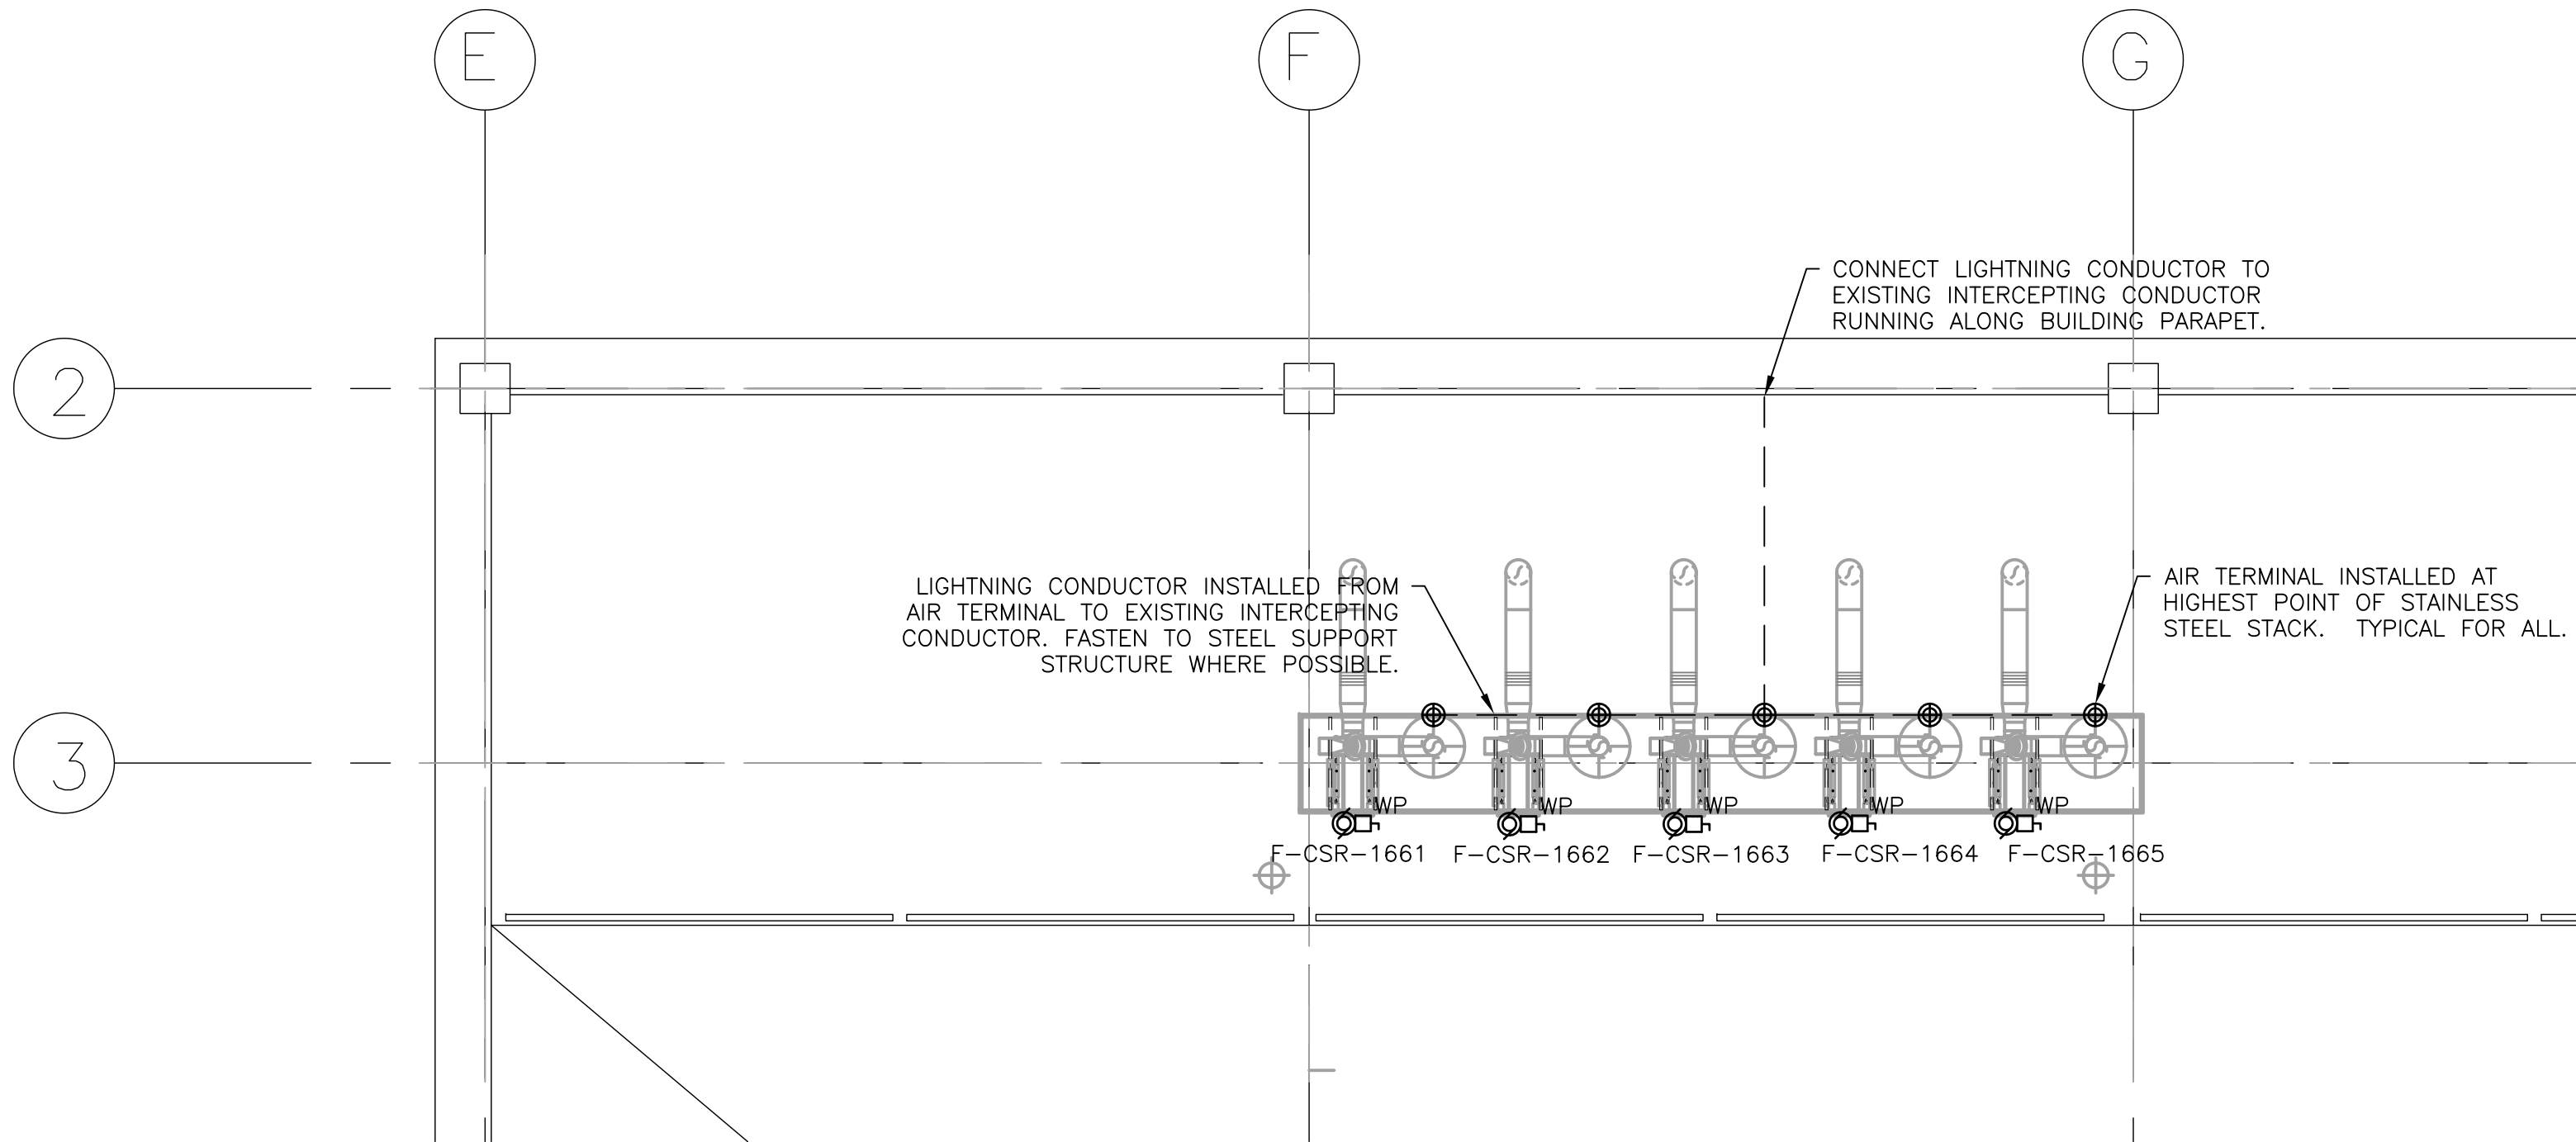 E
F
G
CONNECT LIGHTNING CONDUCTOR TO
EXISTING INTERCEPTING CONDUCTOR
RUNNING ALONG BUILDING PARAPET.
2
LIGHTNING CONDUCTOR INSTALLED FROM
AIR TERMINAL TO EXISTING INTERCEPTING
CONDUCTOR. FASTEN TO STEEL SUPPORT
STRUCTURE WHERE POSSIBLE.
AIR TERMINAL INSTALLED AT
HIGHEST POINT OF STAINLESS
STEEL STACK. TYPICAL FOR ALL.
3
WP
WP
WP
WP
WP
F-CSR-1661
F-CSR-1662
F-CSR-1663
F-CSR-1664
F-CSR-1665